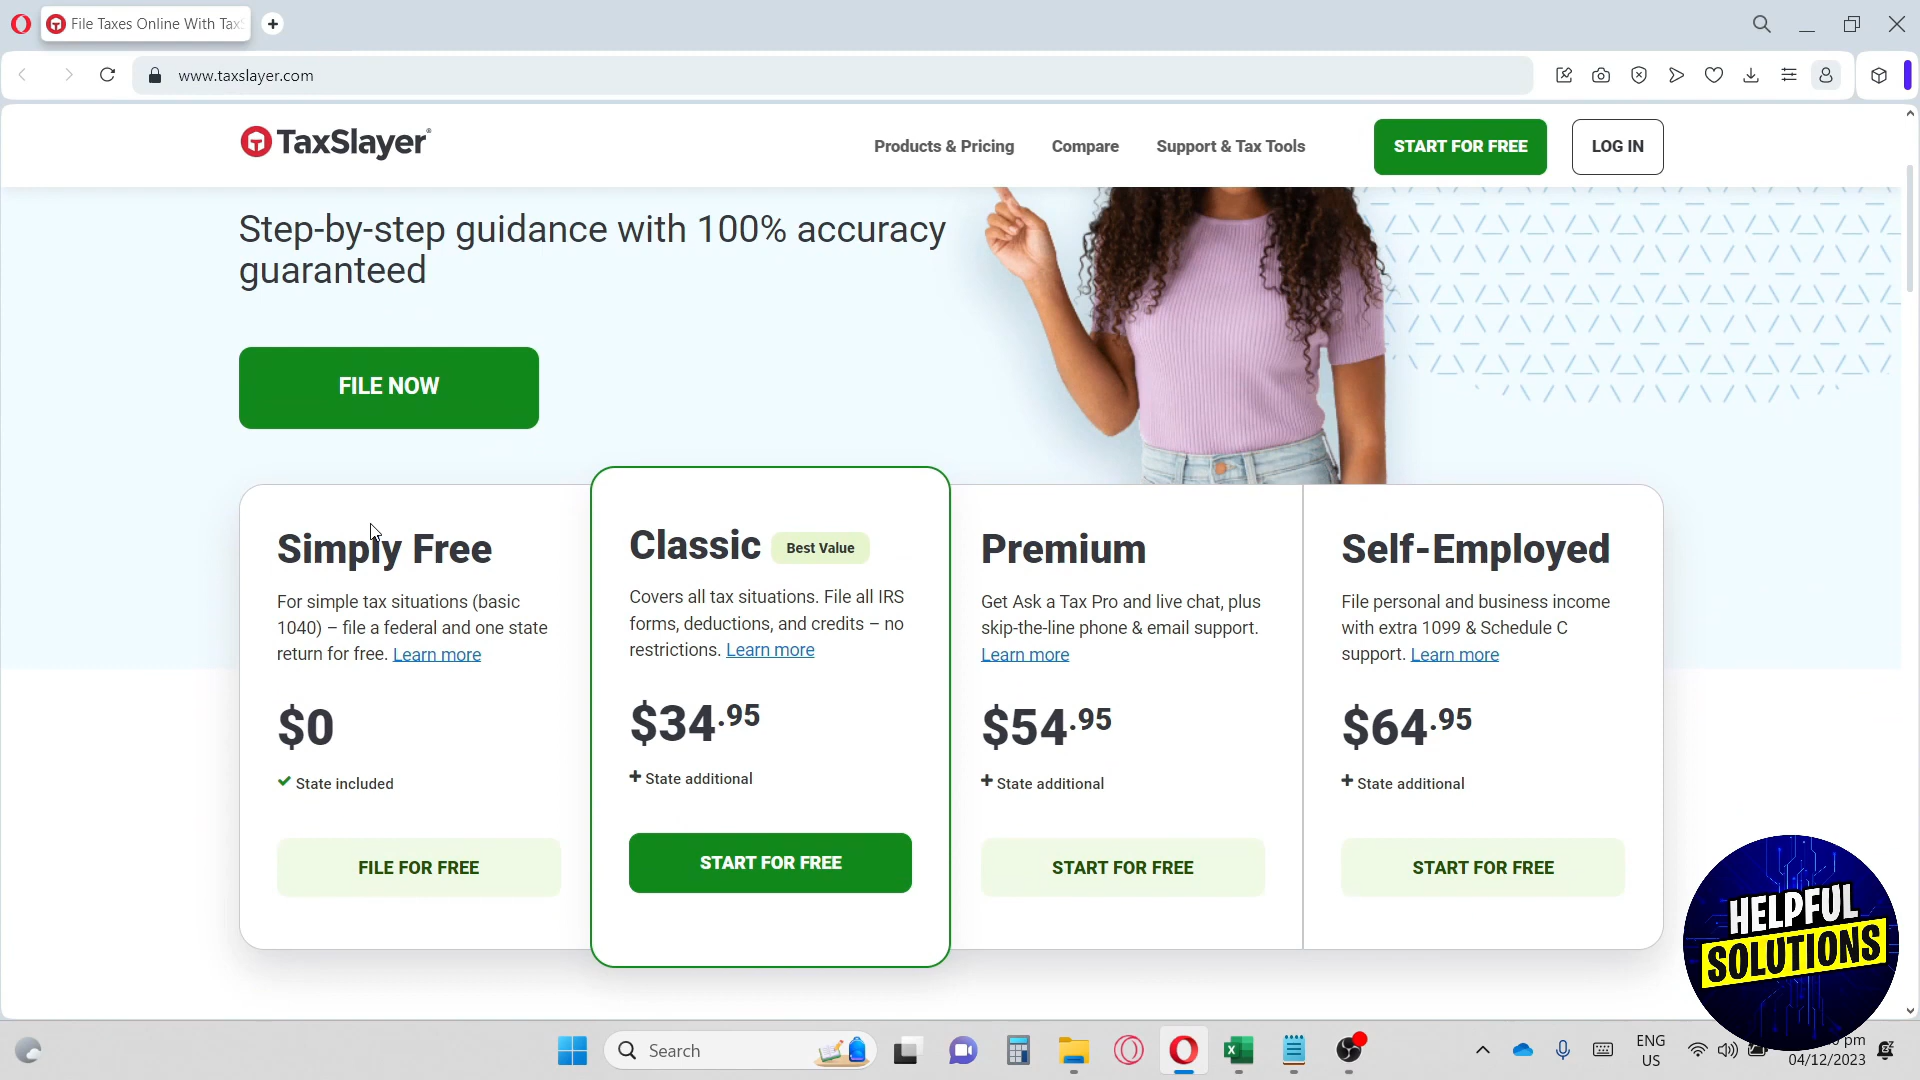 File Taxes Online With Tax
www.taxslayer.com
TaxSlayer
Products & Pricing
Compare
Support & Tax Tools
START FOR FREE
LOG IN
Step-by-step guidance with 100% accuracy
guaranteed
FILE NOW
Simply Free
For simple tax situations (basic
1040) – file a federal and one state
return for free. Learn more
$0
State included
FILE FOR FREE
Classic Best Value
Covers all tax situations. File all IRS
forms, deductions, and credits – no
restrictions. Learn more
$34.95
+ State additional
START FOR FREE
Premium
Get Ask a Tax Pro and live chat, plus
skip-the-line phone & email support.
Learn more
$54.95
+ State additional
START FOR FREE
Self-Employed
File personal and business income
with extra 1099 & Schedule C
support. Learn more
$64.95
+ State additional
START FOR FREE
HELPFUL
SOLUTIONS
Search
ENG
US
pm
04/12/2023